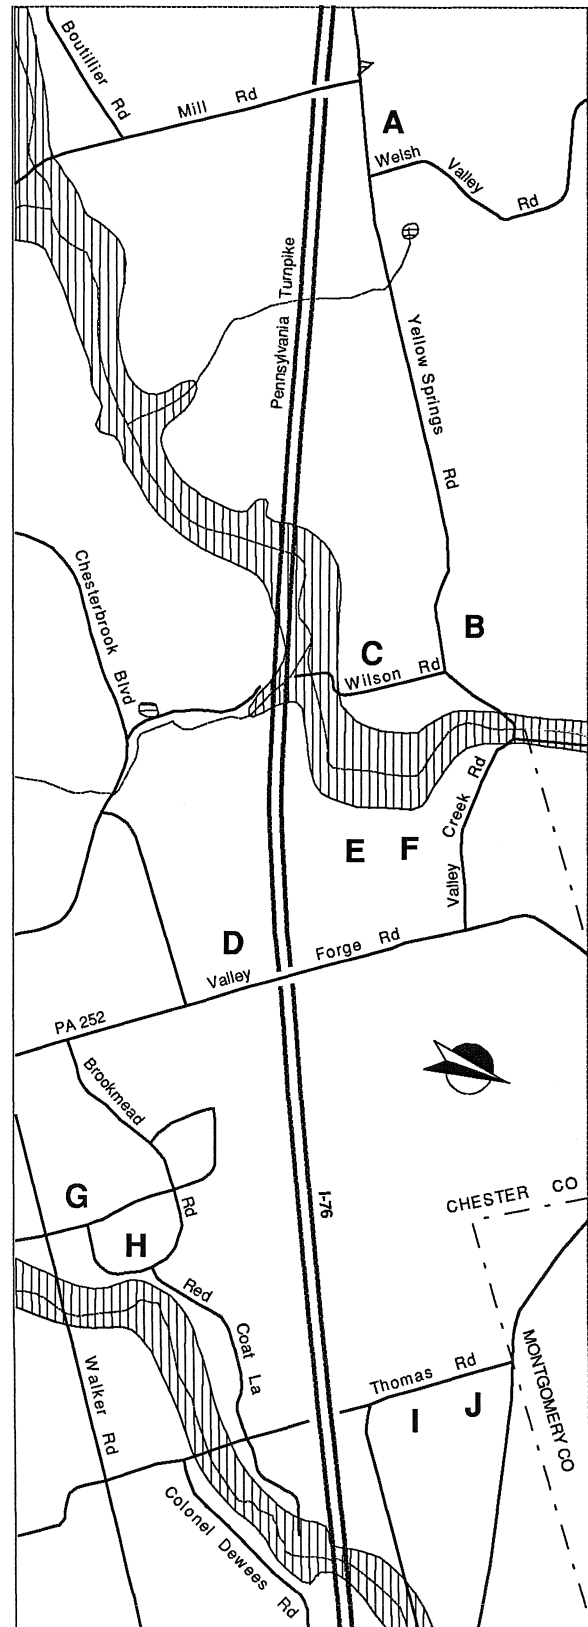 Boutillier Rd
Mill Rd
A
Welsh Valley Rd
Pennsylvania Turnpike
Yellow Springs Rd
Chesterbrook Blvd
B
C
Wilson Rd
Valley Creek Rd
E F
D
Valley Forge Rd
PA 252
Brookmead Rd
G
H
I-76
CHESTER CO
MONTGOMERY CO
Red Coat La
Thomas Rd
I J
Walker Rd
Colonel Dewees Rd